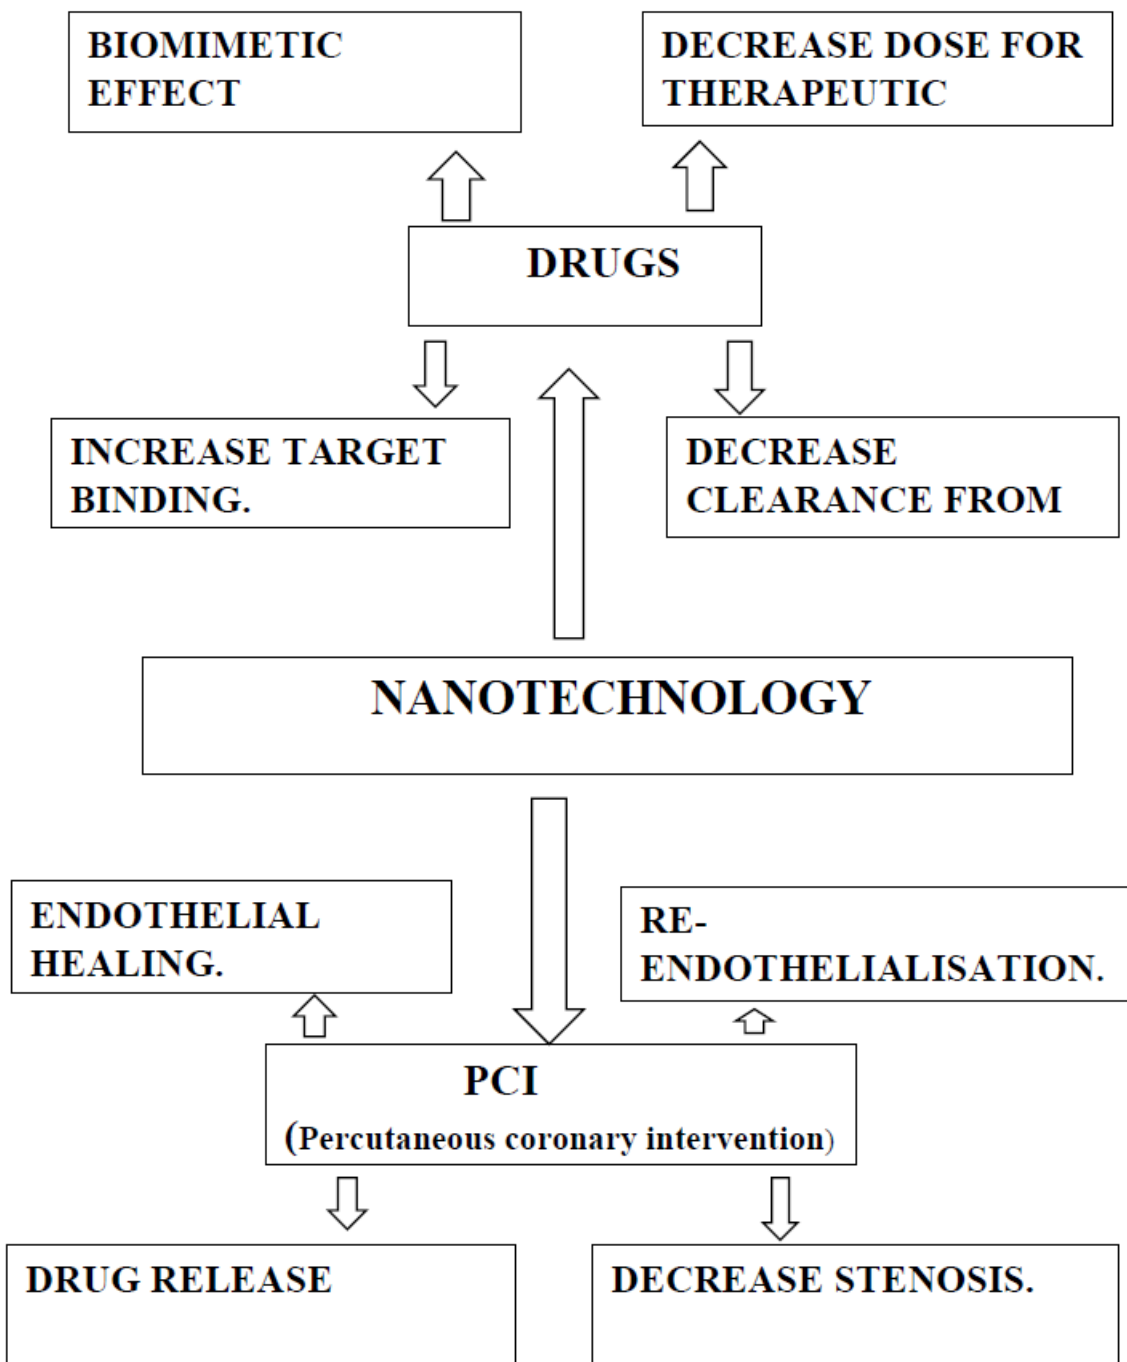 BIOMIMETIC
EFFECT
DECREASE DOSE FOR
THERAPEUTIC
DRUGS
INCREASE TARGET
BINDING.
DECREASE
CLEARANCE FROM
NANOTECHNOLOGY
ENDOTHELIAL
HEALING.
RE-
ENDOTHELIALISATION.
PCI
(Percutaneous coronary intervention)
DRUG RELEASE
DECREASE STENOSIS.